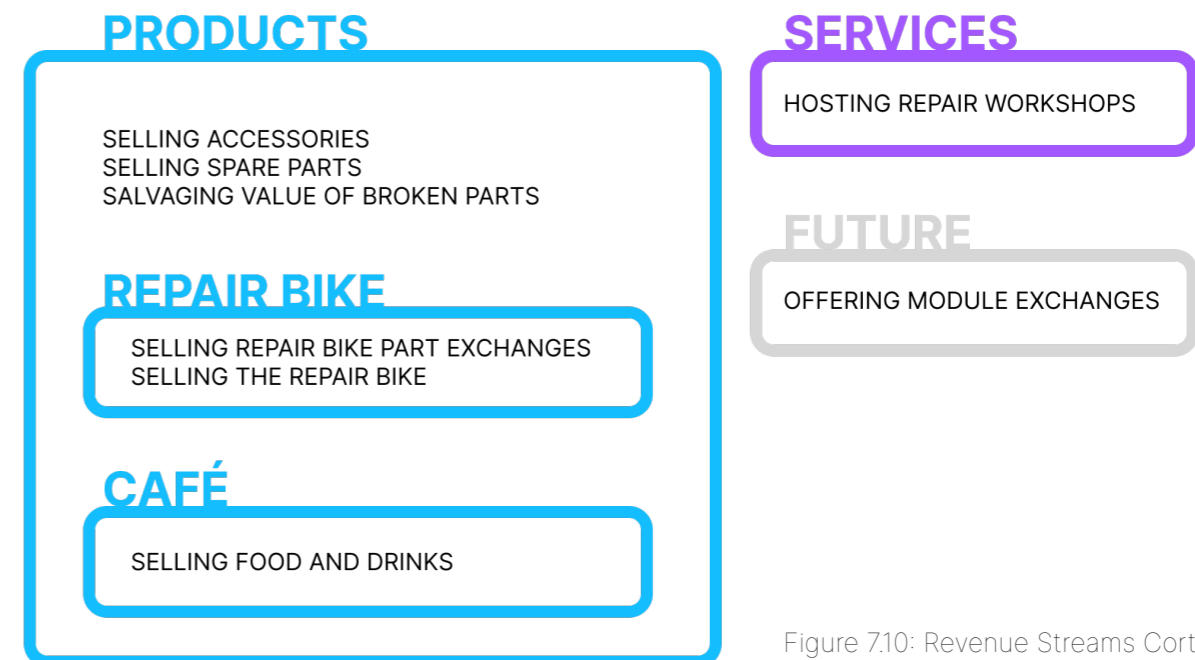 PRODUCTS
SELLING ACCESSORIES
SELLING SPARE PARTS
SALVAGING VALUE OF BROKEN PARTS
REPAIR BIKE
SELLING REPAIR BIKE PART EXCHANGES
SELLING THE REPAIR BIKE
CAFÉ
SELLING FOOD AND DRINKS
SERVICES
HOSTING REPAIR WORKSHOPS
FUTURE
OFFERING MODULE EXCHANGES
Figure 7.10: Revenue Streams Cort